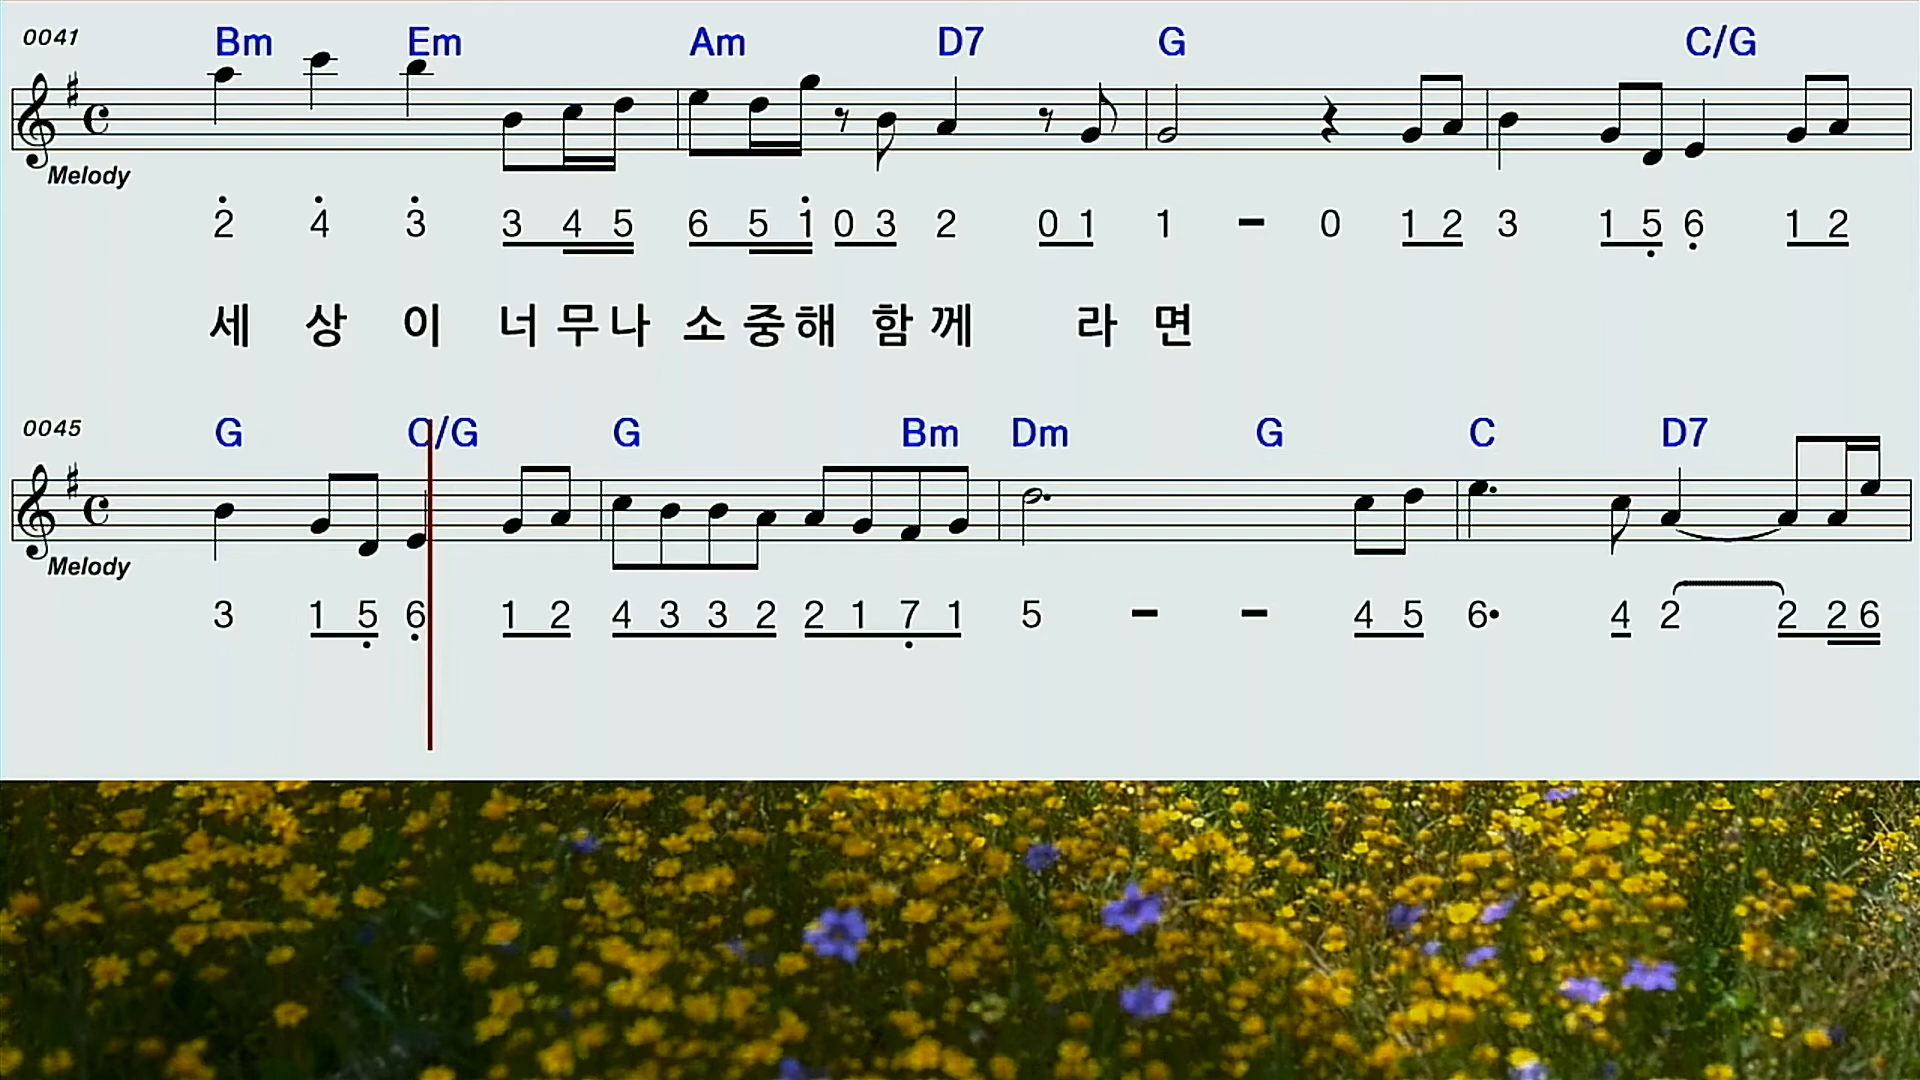 0041 Bm Em Am D7 G C/G
Melody
2 4 3 3 4 5 6 5 1 0 3 2 0 1 1 - 0 1 2 3 1 5 6 1 2
세 상 이 너 무 나 소 중 해 함 께 라 면
0045 G C/G G Bm Dm G C D7
Melody
3 1 5 6 1 2 4 3 3 2 2 1 7 1 5 - - 4 5 6• 4 2 2 2 6